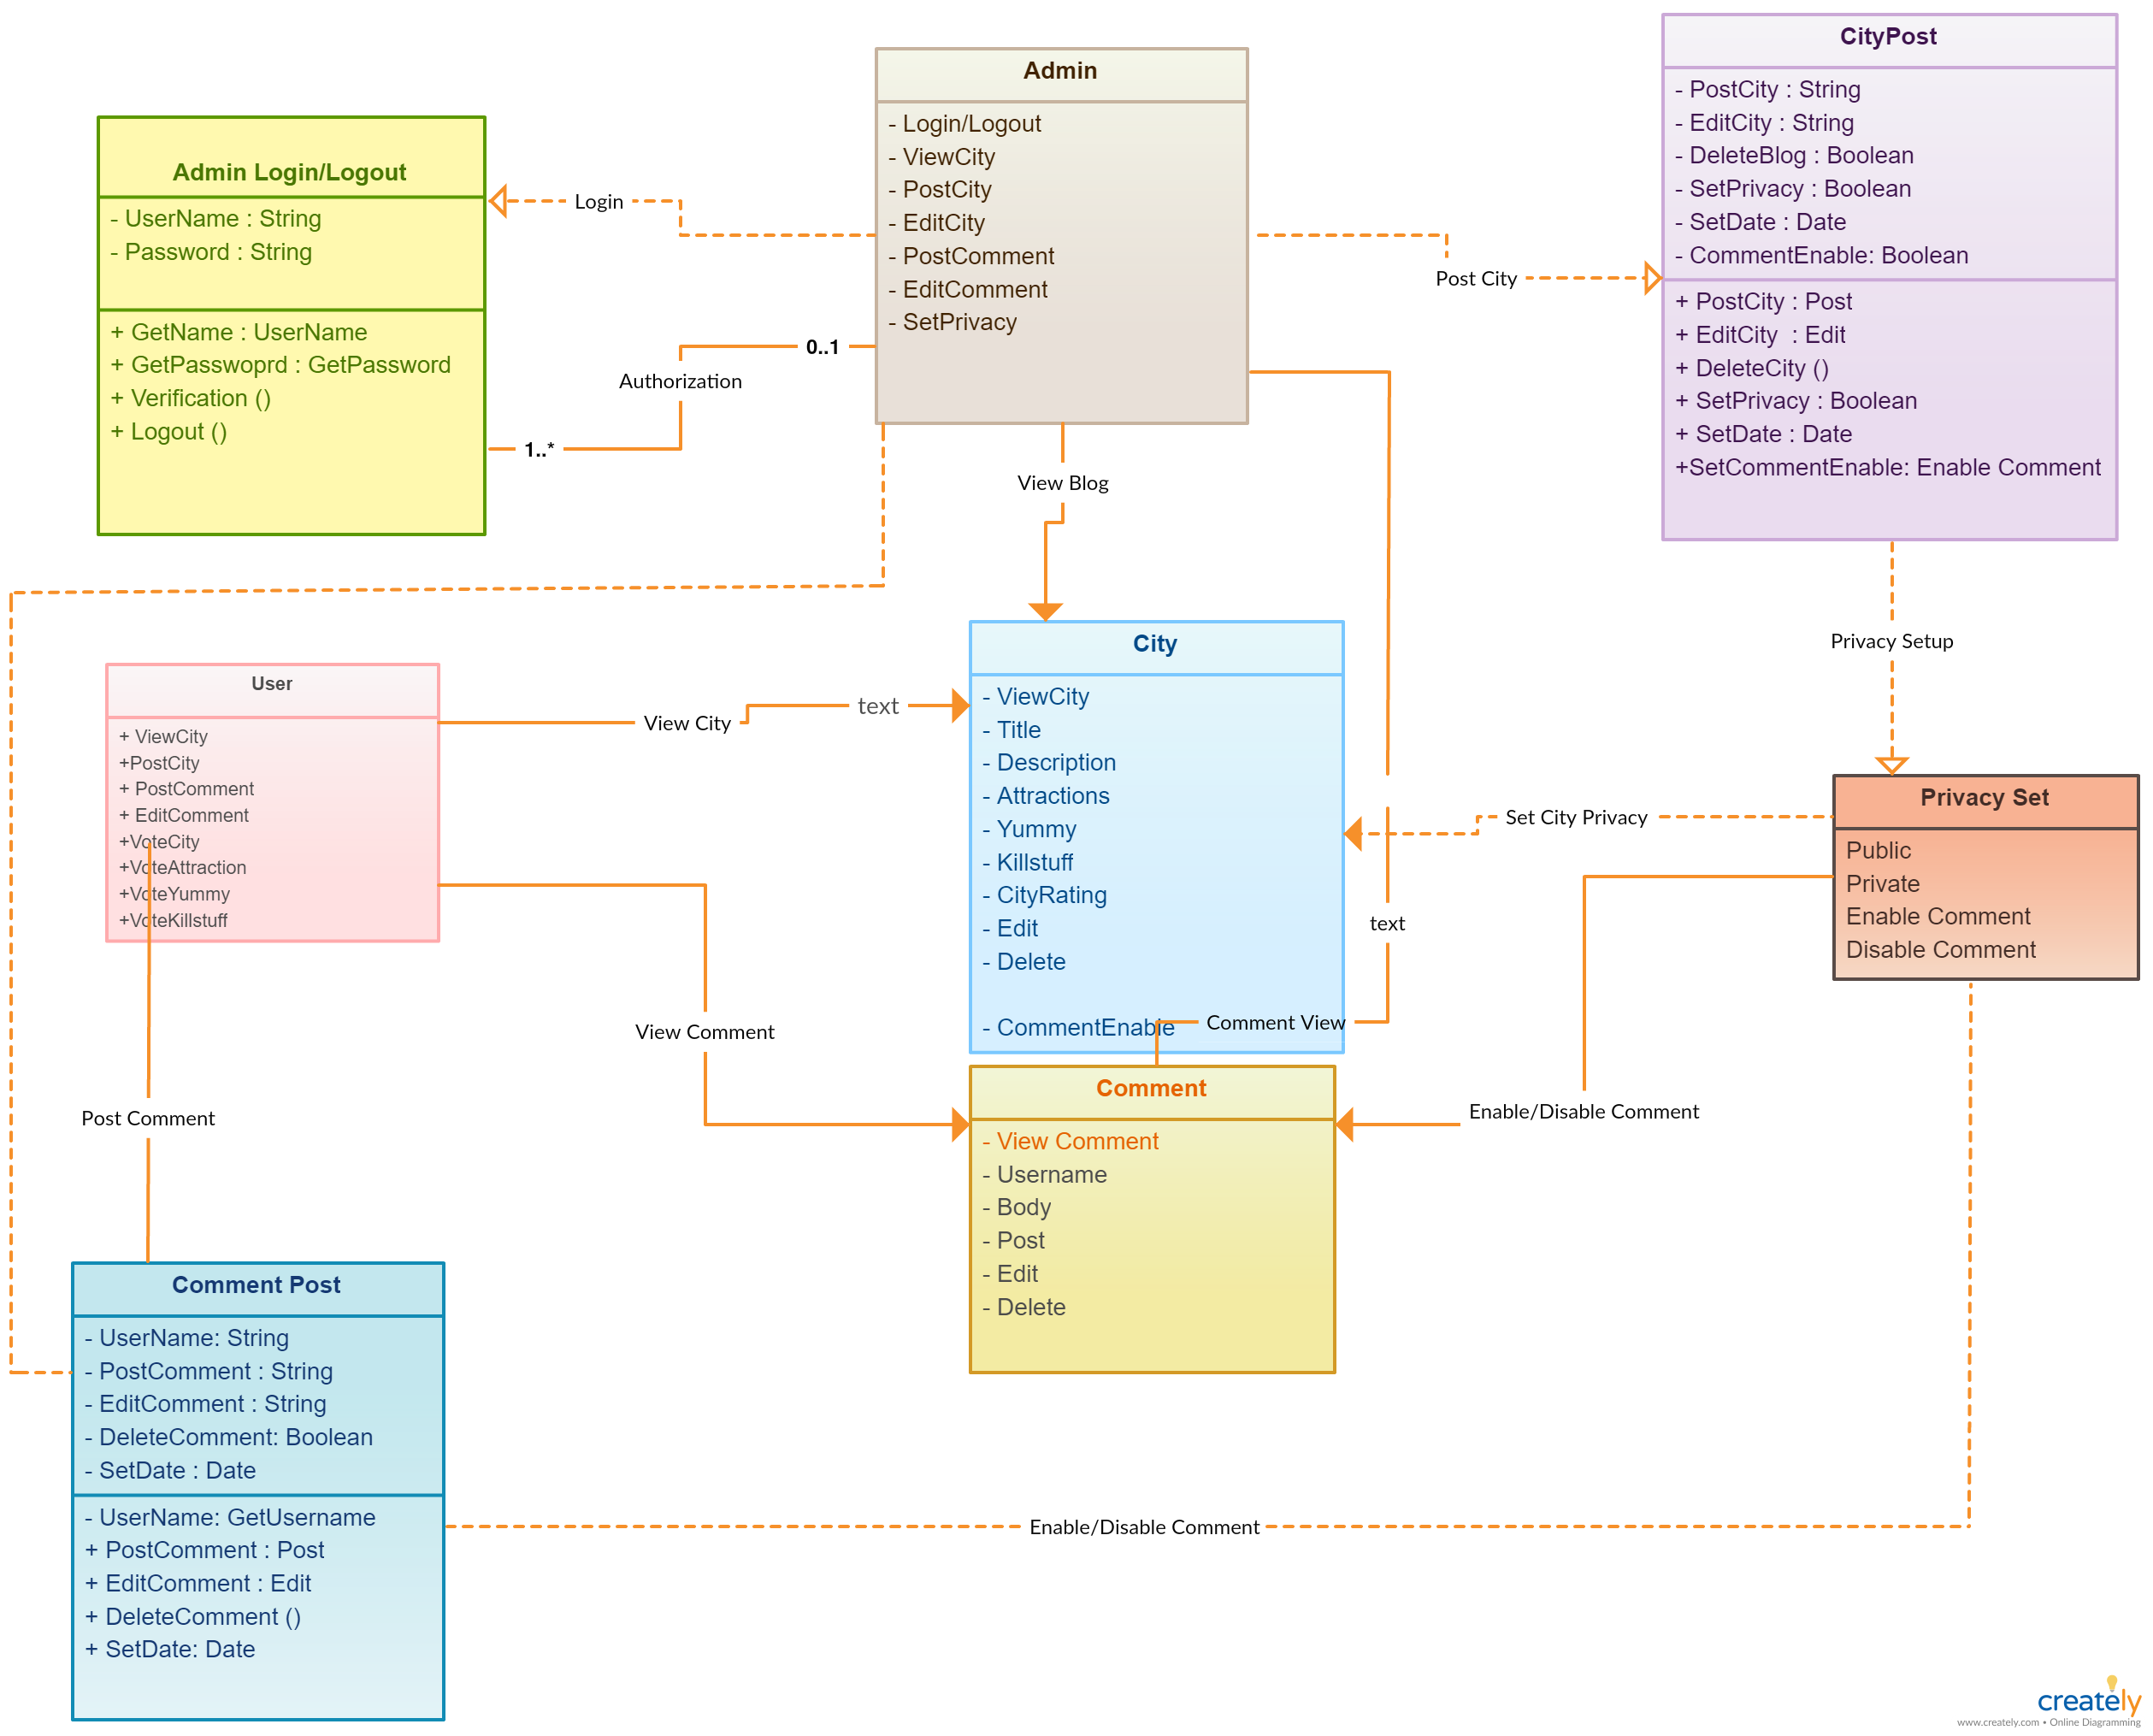 CityPost
- PostCity : String
- EditCity : String
- DeleteBlog : Boolean
- SetPrivacy : Boolean
- SetDate : Date
- CommentEnable: Boolean
+ PostCity : Post
+ EditCity : Edit
+ DeleteCity ()
+ SetPrivacy : Boolean
+ SetDate : Date
+SetCommentEnable: Enable Comment
Admin
- Login/Logout
- ViewCity
- PostCity
- EditCity
- PostComment
- EditComment
- SetPrivacy
Admin Login/Logout
- UserName : String
- Password : String
+ GetName : UserName
+ GetPasswoprd : GetPassword
+ Verification ()
+ Logout ()
Login
Post City
0..1
Authorization
1..*
View Blog
Privacy Setup
City
- ViewCity
- Title
- Description
- Attractions
- Yummy
- Killstuff
- CityRating
- Edit
- Delete
- CommentEnable
User
+ ViewCity
+PostCity
+ PostComment
+ EditComment
+VoteCity
+VoteAttraction
+VoteYummy
+VoteKillstuff
View City
text
Privacy Set
Public
Private
Enable Comment
Disable Comment
Set City Privacy
text
Comment View
View Comment
Comment
- View Comment
- Username
- Body
- Post
- Edit
- Delete
Enable/Disable Comment
Post Comment
Comment Post
- UserName: String
- PostComment : String
- EditComment : String
- DeleteComment: Boolean
- SetDate : Date
- UserName: GetUsername
+ PostComment : Post
+ EditComment : Edit
+ DeleteComment ()
+ SetDate: Date
Enable/Disable Comment
creately
www.creately.com • Online Diagramming